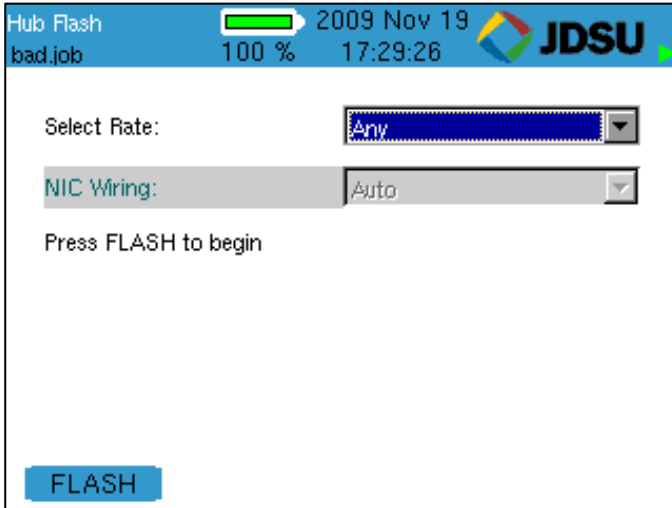 Hub Flash 2009 Nov 19 JDSU
bad.job 100 % 17:29:26
Select Rate: Any
NIC Wiring: Auto
Press FLASH to begin
FLASH